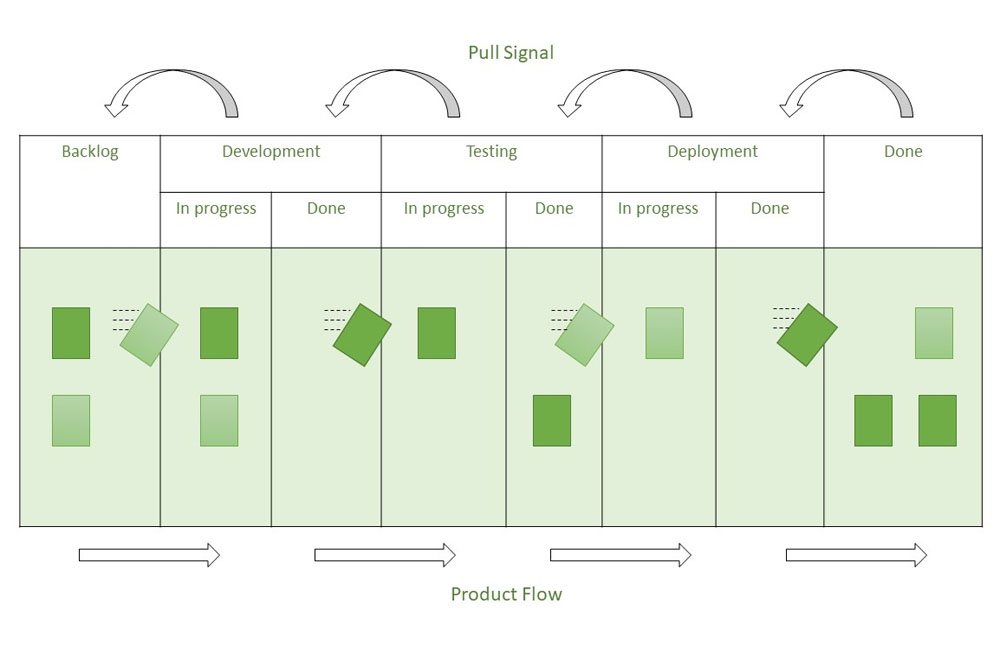 Pull Signal
Backlog Development Testing Deployment Done
In progress Done In progress Done In progress Done
Product Flow